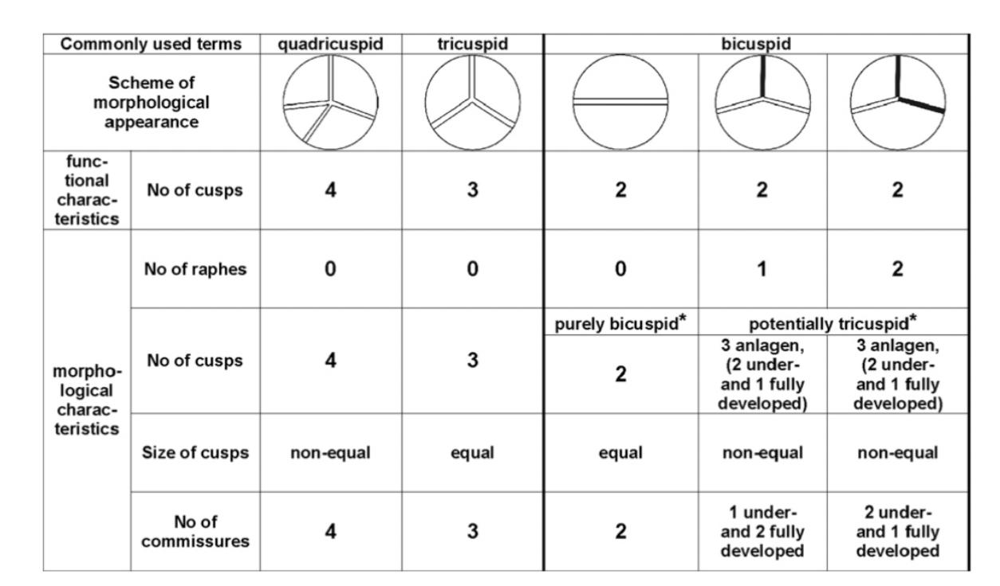 Commonly used terms quadricuspid tricuspid bicuspid
Scheme of
morphological
appearance
func-
tional
charac-
teristics
No of cusps 4 3 2 2 2
morpho-
logical
charac-
teristics
No of raphes 0 0 0 1 2
purely bicuspid* potentially tricuspid*
No of cusps 4 3 2
3 anlagen,
(2 under-
and 1 fully
developed)
3 anlagen,
(2 under-
and 1 fully
developed)
Size of cusps non-equal equal equal non-equal non-equal
No of
commissures
4 3 2
1 under-
and 2 fully
developed
2 under-
and 1 fully
developed